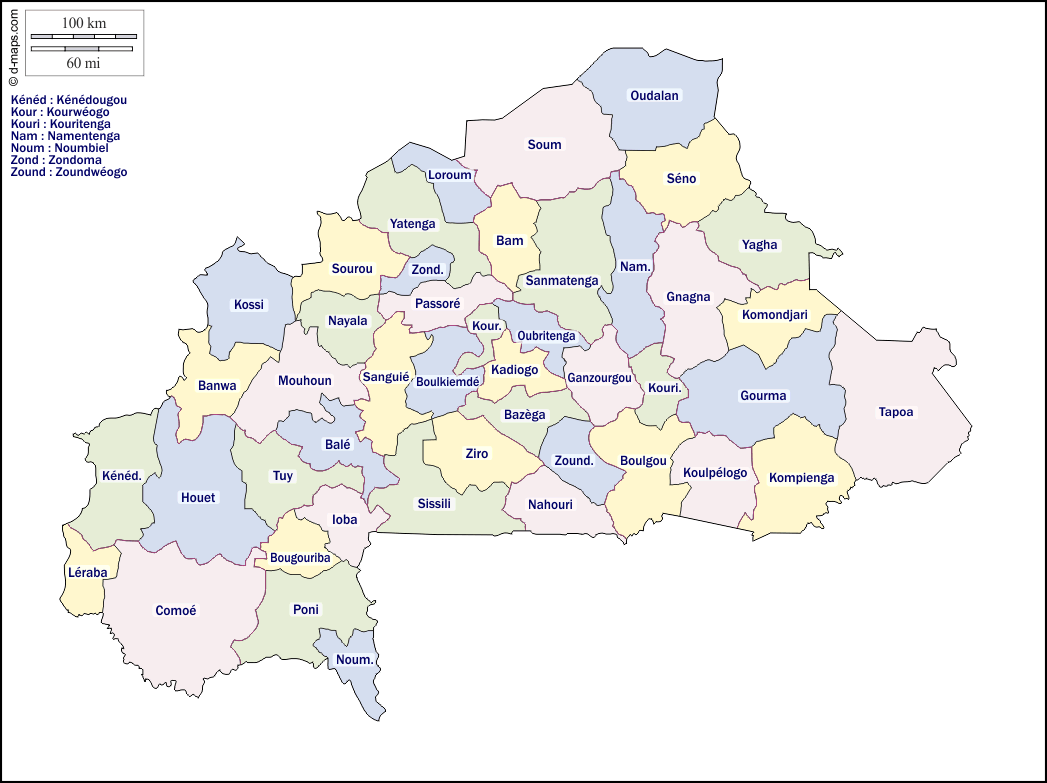 © d-maps.com
100 km
60 mi
Kénéd : Kénédougou
Kour : Kourwéogo
Kouri : Kouritenga
Nam : Namentenga
Noum : Noumbiel
Zond : Zondoma
Zound : Zoundwéogo
Oudalan
Soum
Loroum
Séno
Yatenga
Bam
Yagha
Sourou
Zond.
Nam.
Sanmatenga
Gnagna
Kossi
Passoré
Nayala
Kour.
Oubritenga
Komondjari
Banwa
Mouhoun
Sanguié
Boulkiemdé
Kadiogo
Ganzourgou
Kouri.
Gourma
Tapoa
Bazèga
Balé
Ziro
Zound.
Boulgou
Koulpélogo
Kompienga
Kénéd.
Houet
Tuy
Sissili
Nahouri
Ioba
Bougouriba
Léraba
Comoé
Poni
Noum.